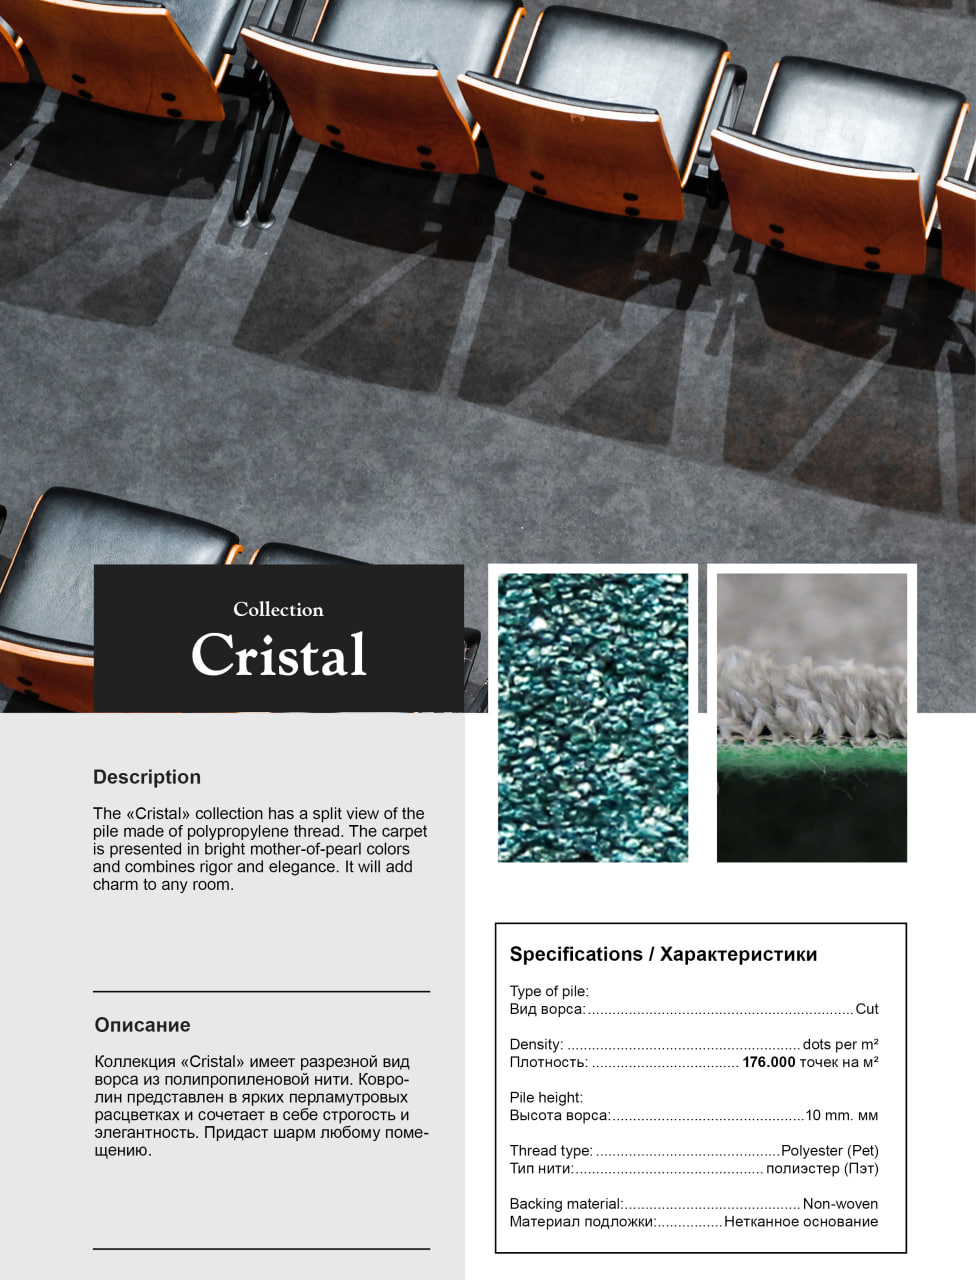 Collection
Cristal
Description
The «Cristal» collection has a split view of the
pile made of polypropylene thread. The carpet
is presented in bright mother-of-pearl colors
and combines rigor and elegance. It will add
charm to any room.
Описание
Коллекция «Cristal» имеет разрезной вид
ворса из полипропиленовой нити. Ковро-
лин представлен в ярких перламутровых
расцветках и сочетает в себе строгость и
элегантность. Придаст шарм любому поме-
щению.
Specifications / Характеристики
Type of pile:
Вид ворса:.................................................................. Cut
Density: .......................................................... dots per m²
Плотность: ..................................... 176.000 точек на м²
Pile height:
Высота ворса:................................................10 mm. мм
Thread type: ..............................................Polyester (Pet)
Тип нити:............................................... полиэстер (Пэт)
Backing material:............................................ Non-woven
Материал подложки:................Нетканное основание